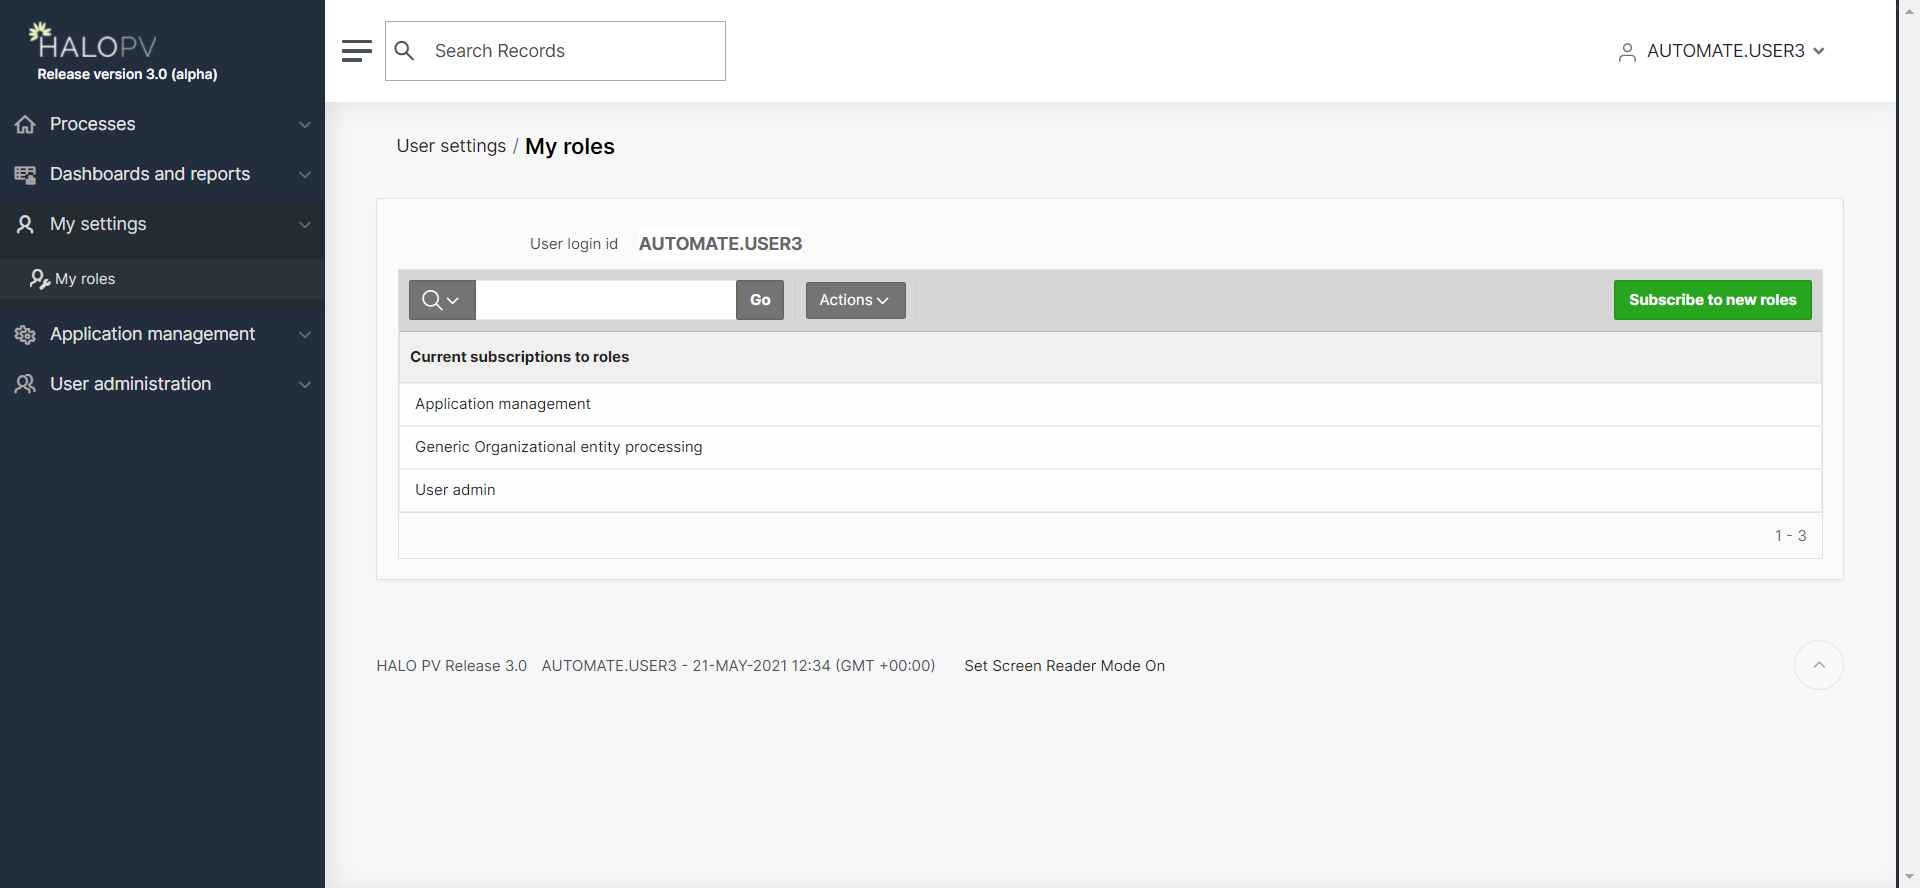 HALOPV
Release version 3.0 (alpha)
Processes
Dashboards and reports
My settings
My roles
Application management
User administration
Search Records
AUTOMATE.USER3
User settings / My roles
User login id AUTOMATE.USER3
Go
Actions
Subscribe to new roles
Current subscriptions to roles
Application management
Generic Organizational entity processing
User admin
1 - 3
HALO PV Release 3.0 AUTOMATE.USER3 - 21-MAY-2021 12:34 (GMT +00:00) Set Screen Reader Mode On